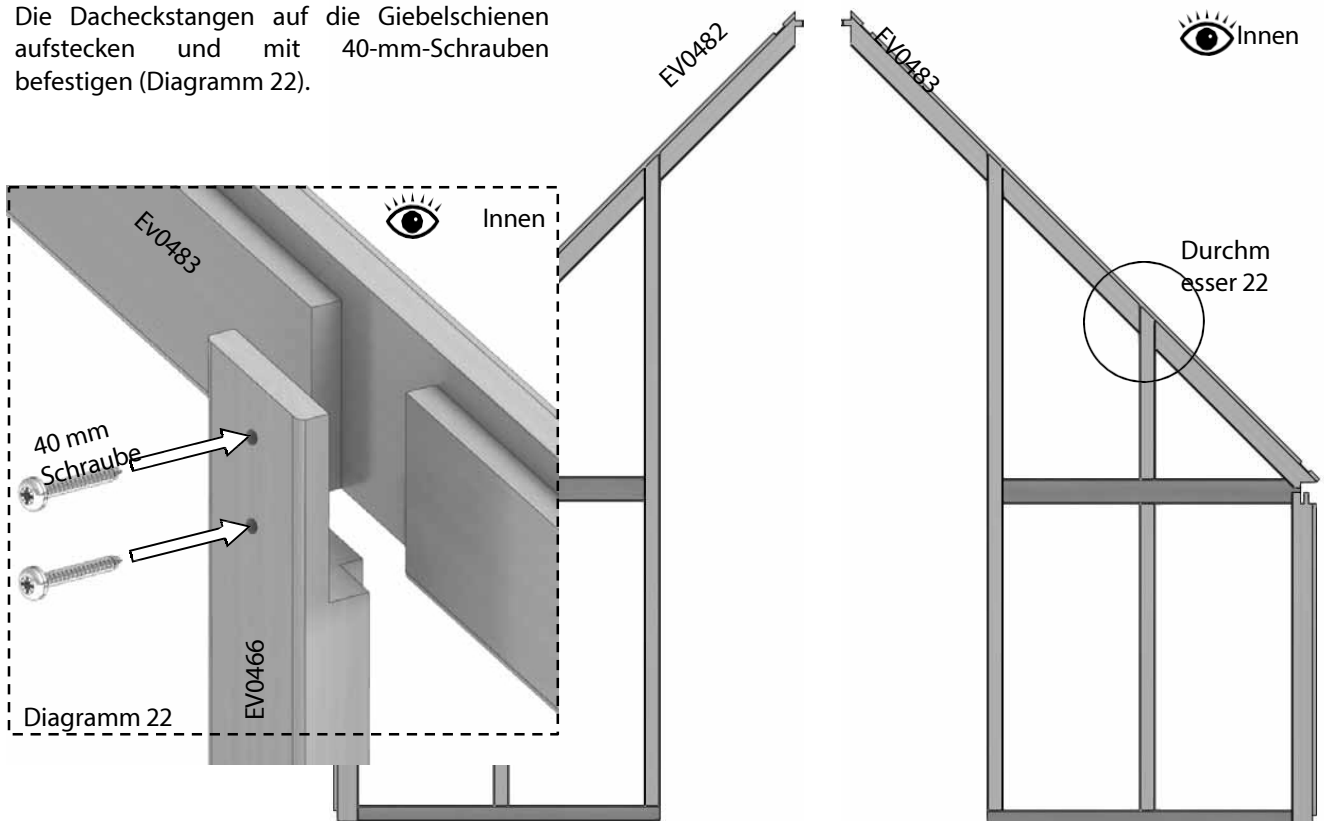 Die Dacheckstangen auf die Giebelschienen
aufstecken und mit 40-mm-Schrauben
befestigen (Diagramm 22).
EV0482
EV0483
Innen
Ev0483
Innen
Durchm
esser 22
40 mm
Schraube
EV0466
Diagramm 22